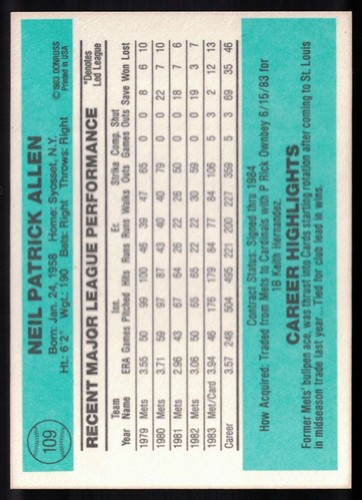 109
NEIL PATRICK ALLEN
© 1983 DONRUSS
Printed in USA
Born: Jan. 24, 1958 Home: Syosset, N.Y.
Ht.: 6'2" Wgt.: 190 Bats: Right Throws: Right
RECENT MAJOR LEAGUE PERFORMANCE
*Denotes
Led League
Team Inn. Er. Strike Comp. Shut
Year Name ERA Games Pitched Hits Runs Runs Walks Outs Games Outs Save Won Lost
1979 Mets 3.55 50 99 100 46 39 47 65 0 0 8 6 10
1980 Mets 3.71 59 97 87 43 40 40 79 0 0 22 7 10
1981 Mets 2.96 43 67 64 26 22 26 50 0 0 18 7 6
1982 Mets 3.06 50 65 65 22 22 30 59 0 0 19 3 7
1983 Met/Card 3.94 46 176 179 84 77 84 106 5 3 2 12 13
Career 3.57 248 504 495 221 200 227 359 5 3 69 35 46
Contract Status: Signed thru 1984
How Acquired: Traded from Mets to Cardinals with P Rick Ownbey 6/15/83 for
1B Keith Hernandez.
CAREER HIGHLIGHTS
Former Mets' bullpen ace was thrust into Cards starting rotation after coming to St. Louis
in midseason trade last year. Tied for club lead in wins.